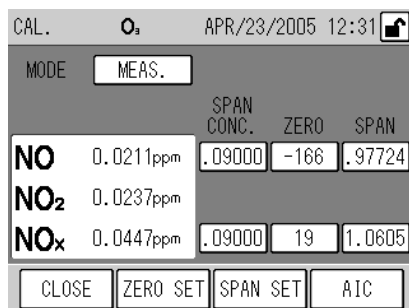 CAL. O₃ APR/23/2005 12:31
MODE MEAS.
SPAN
CONC. ZERO SPAN
NO 0.0211ppm .09000 -166 .97724
NO₂ 0.0237ppm
NOx 0.0447ppm .09000 19 1.0605
CLOSE ZERO SET SPAN SET AIC